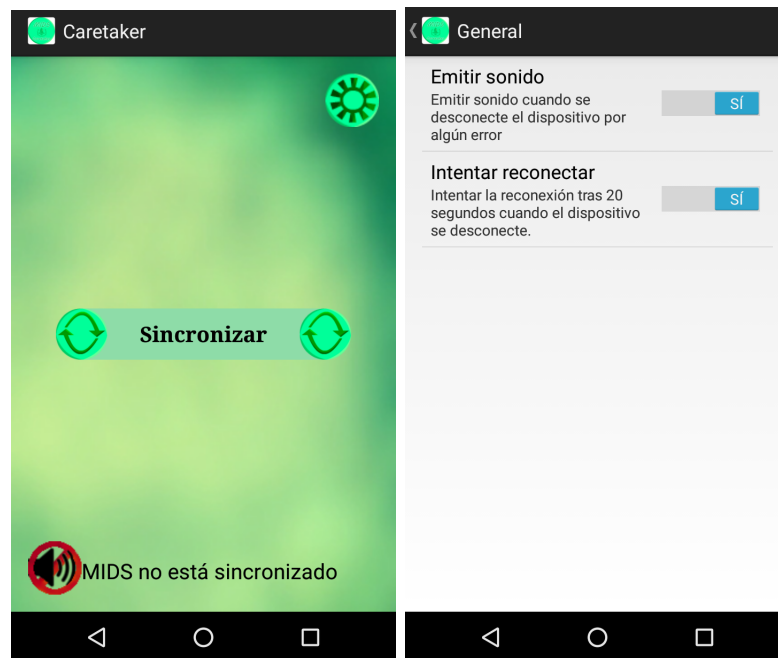 Caretaker
Sincronizar
MIDS no está sincronizado
General
Emitir sonido
Emitir sonido cuando se
desconecte el dispositivo por
algún error
SÍ
Intentar reconectar
Intentar la reconexión tras 20
segundos cuando el dispositivo
se desconecte.
SÍ